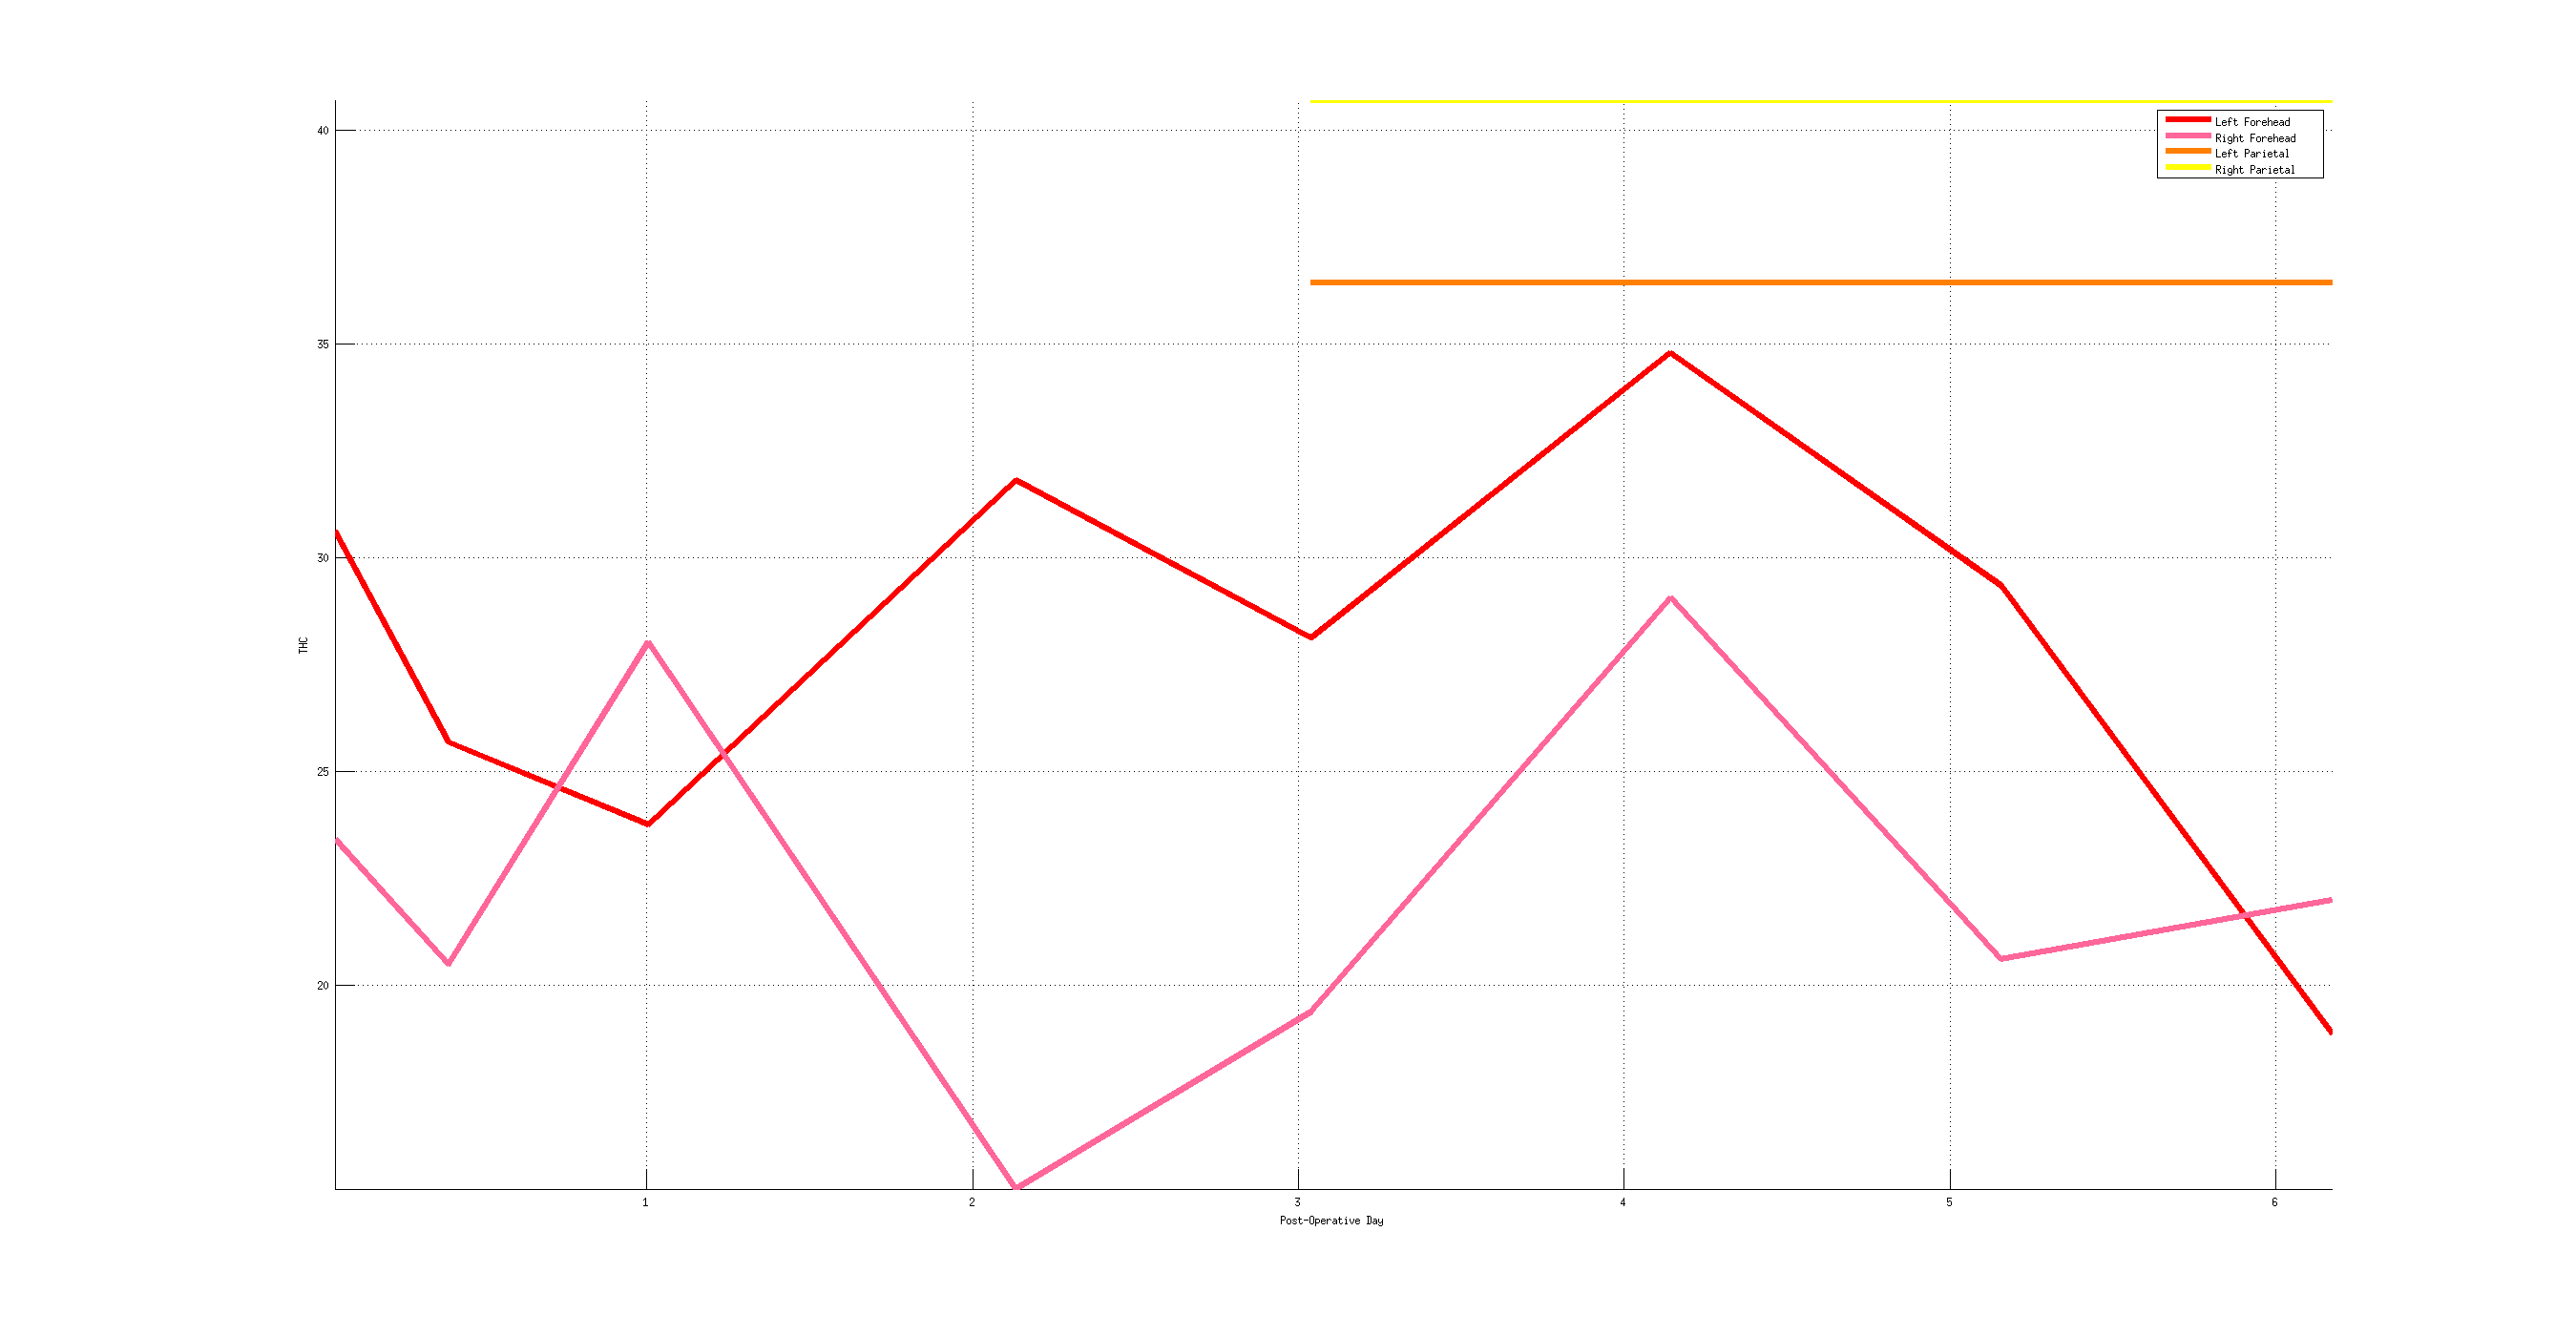 40
35
30
25
20
THC
1 2 3 4 5 6
Post-Operative Day
Left Forehead
Right Forehead
Left Parietal
Right Parietal